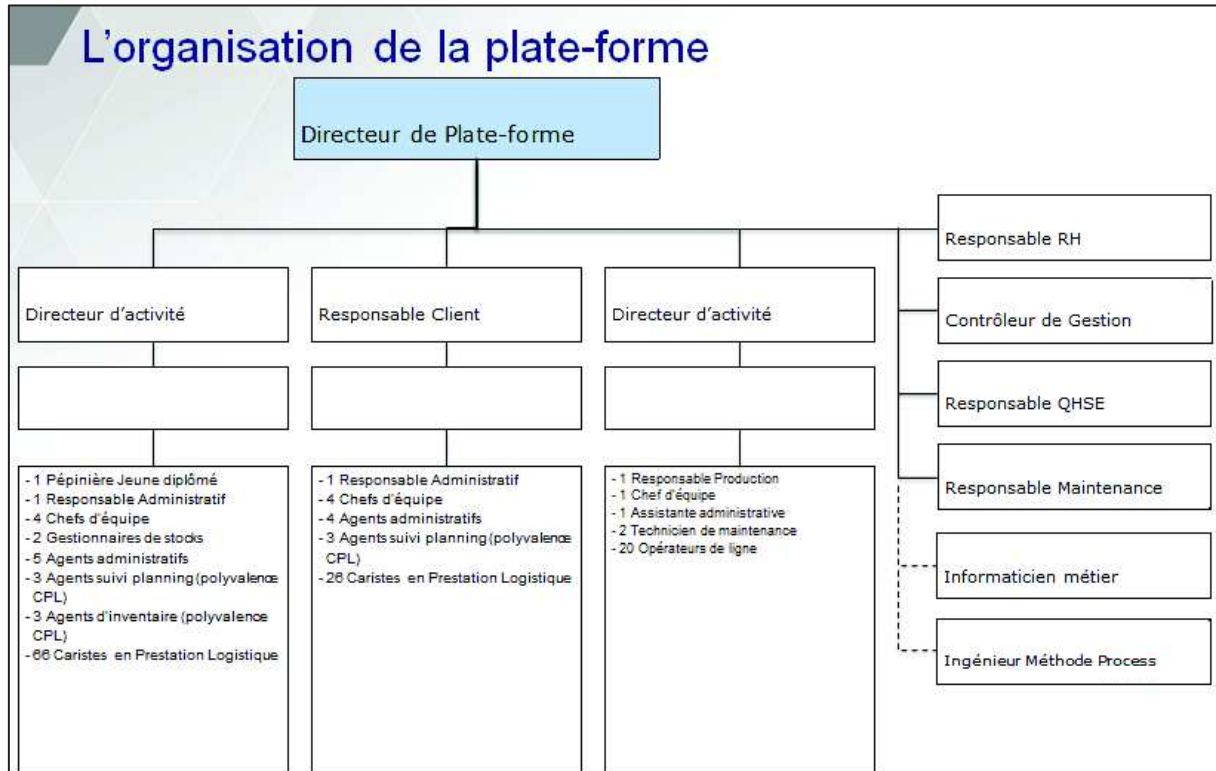 L'organisation de la plate-forme
Directeur de Plate-forme
Directeur d'activité
Responsable Client
Directeur d'activité
- 1 Pépinière Jeune diplômé
- 1 Responsable Administratif
- 4 Chefs d'équipe
- 2 Gestionnaires de stocks
- 5 Agents administratifs
- 3 Agents suivi planning (polyvalence
CPL)
- 3 Agents d'inventaire (polyvalence
CPL)
- 66 Caristes en Prestation Logistique
- 1 Responsable Administratif
- 4 Chefs d'équipe
- 4 Agents administratifs
- 3 Agents suivi planning (polyvalence
CPL)
- 26 Caristes en Prestation Logistique
- 1 Responsable Production
- 1 Chef d'équipe
- 1 Assistante administrative
- 2 Technicien de maintenance
- 20 Opérateurs de ligne
Responsable RH
Contrôleur de Gestion
Responsable QHSE
Responsable Maintenance
Informaticien métier
Ingénieur Méthode Process